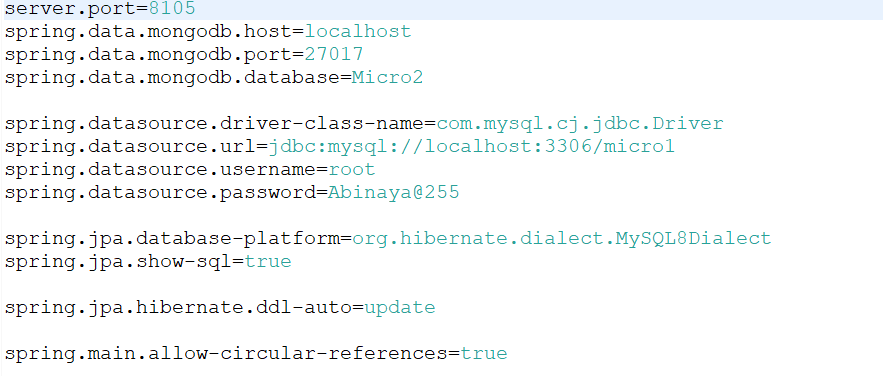 server.port=8105
spring.data.mongodb.host=localhost
spring.data.mongodb.port=27017
spring.data.mongodb.database=Micro2
spring.datasource.driver-class-name=com.mysql.cj.jdbc.Driver
spring.datasource.url=jdbc:mysql://localhost:3306/micro1
spring.datasource.username=root
spring.datasource.password=Abinaya@255
spring.jpa.database-platform=org.hibernate.dialect.MySQL8Dialect
spring.jpa.show-sql=true
spring.jpa.hibernate.ddl-auto=update
spring.main.allow-circular-references=true